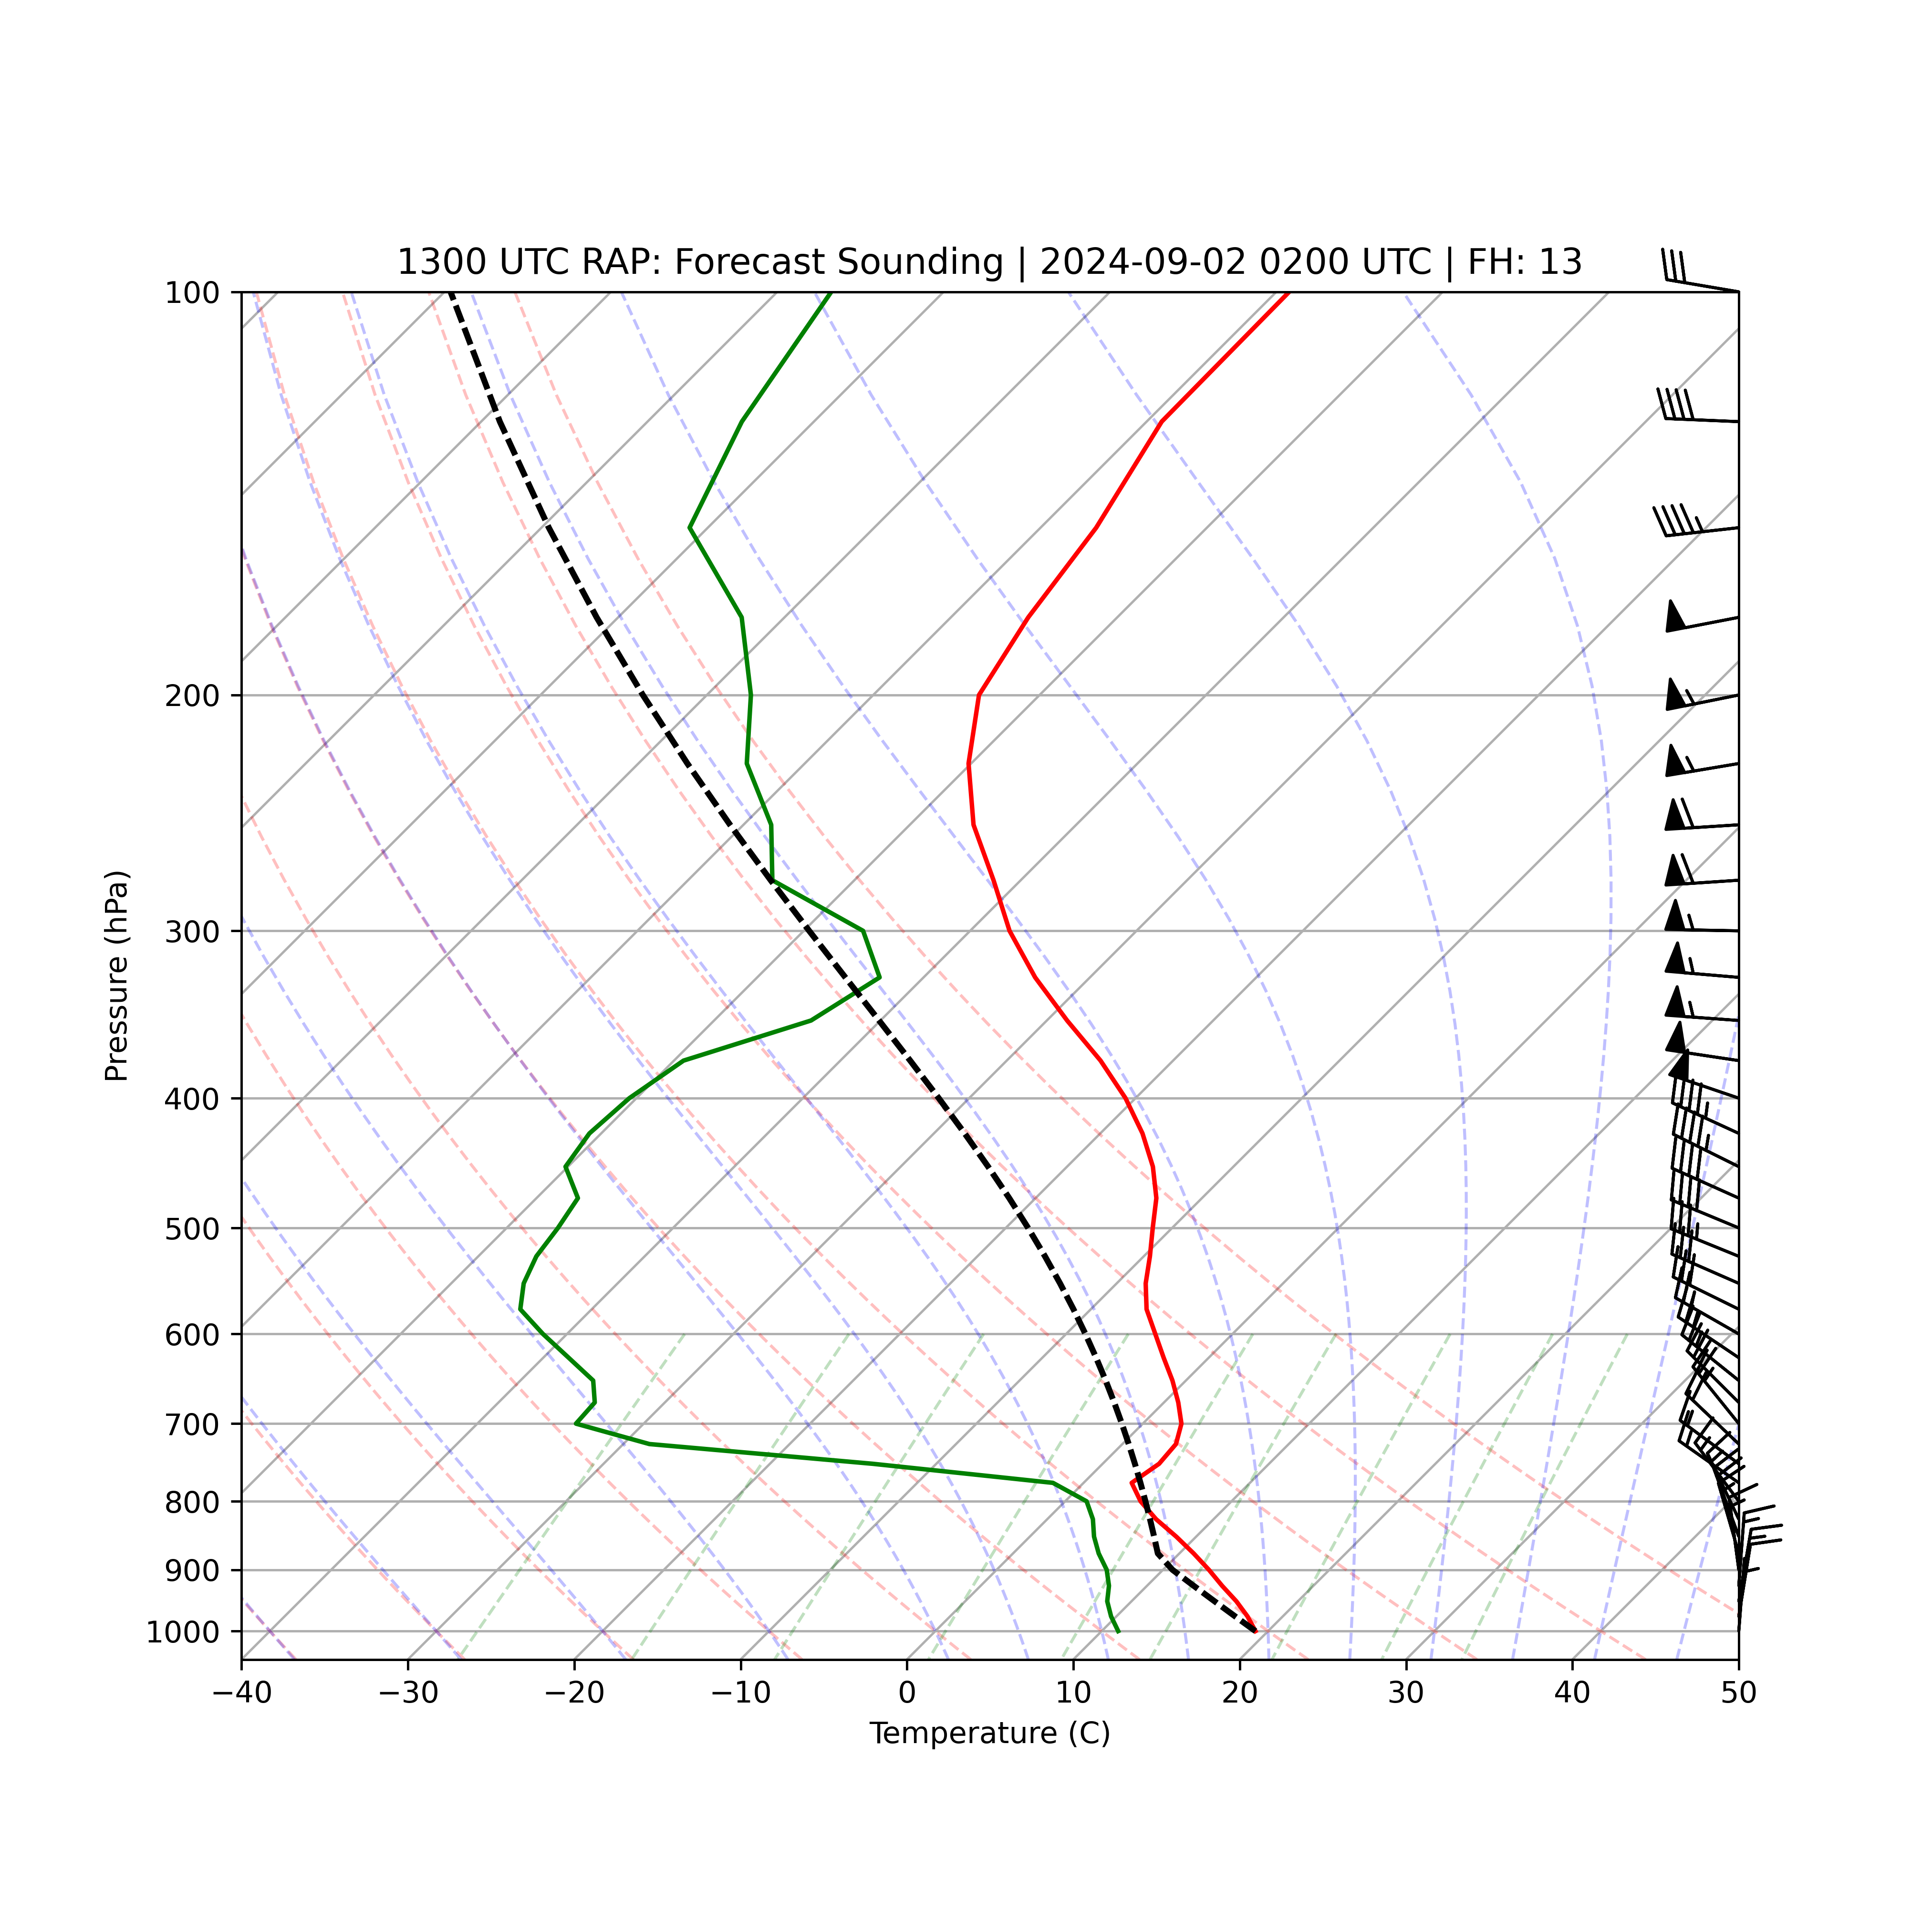 1300 UTC RAP: Forecast Sounding | 2024-09-02 0200 UTC | FH: 13
100
200
300
400
500
600
700
800
900
1000
Pressure (hPa)
−40 −30 −20 −10 0 10 20 30 40 50
Temperature (C)